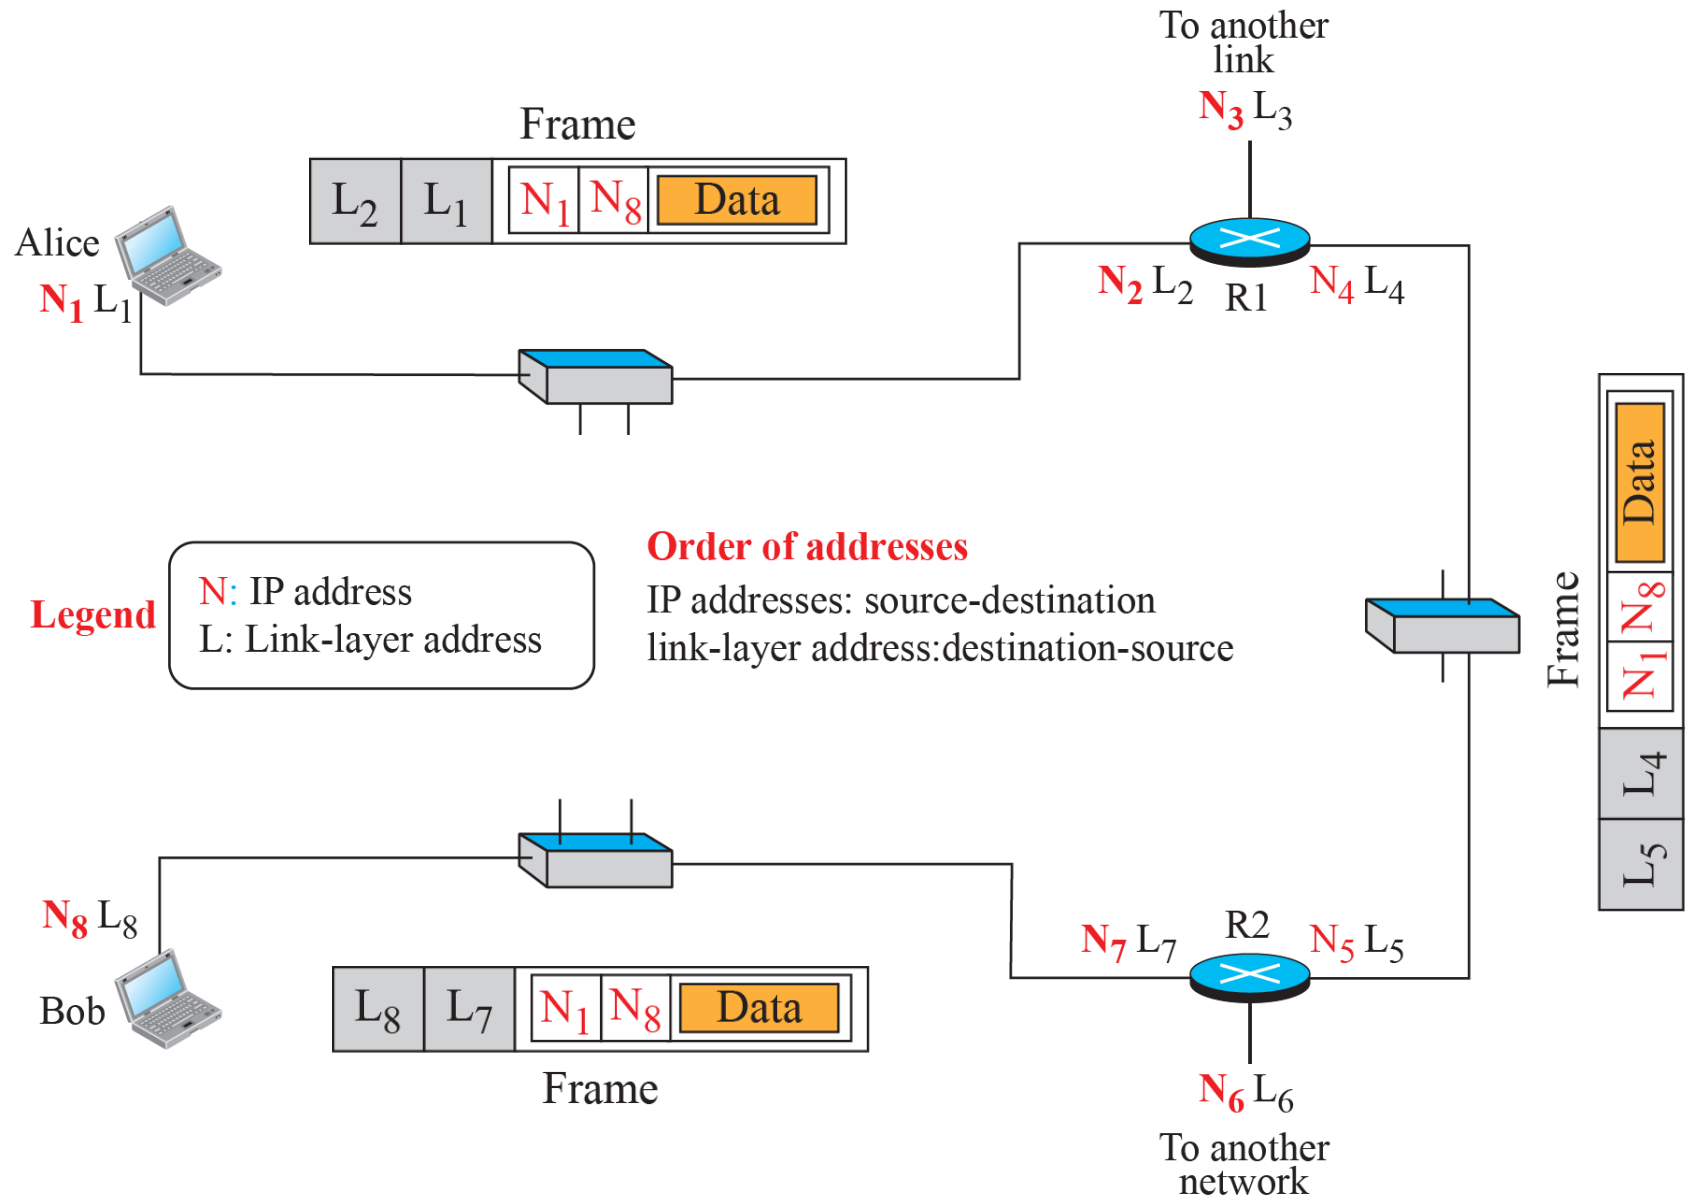 To another
link
N3 L3
Frame
L2 L1 N1 N8 Data
Alice
N1 L1
N2 L2
R1
N4 L4
Data
N8
N1
L4
L5
Frame
Order of addresses
IP addresses: source-destination
link-layer address:destination-source
Legend
N: IP address
L: Link-layer address
N8 L8
Bob
R2
N7 L7
N5 L5
L8 L7 N1 N8 Data
Frame
N6 L6
To another
network